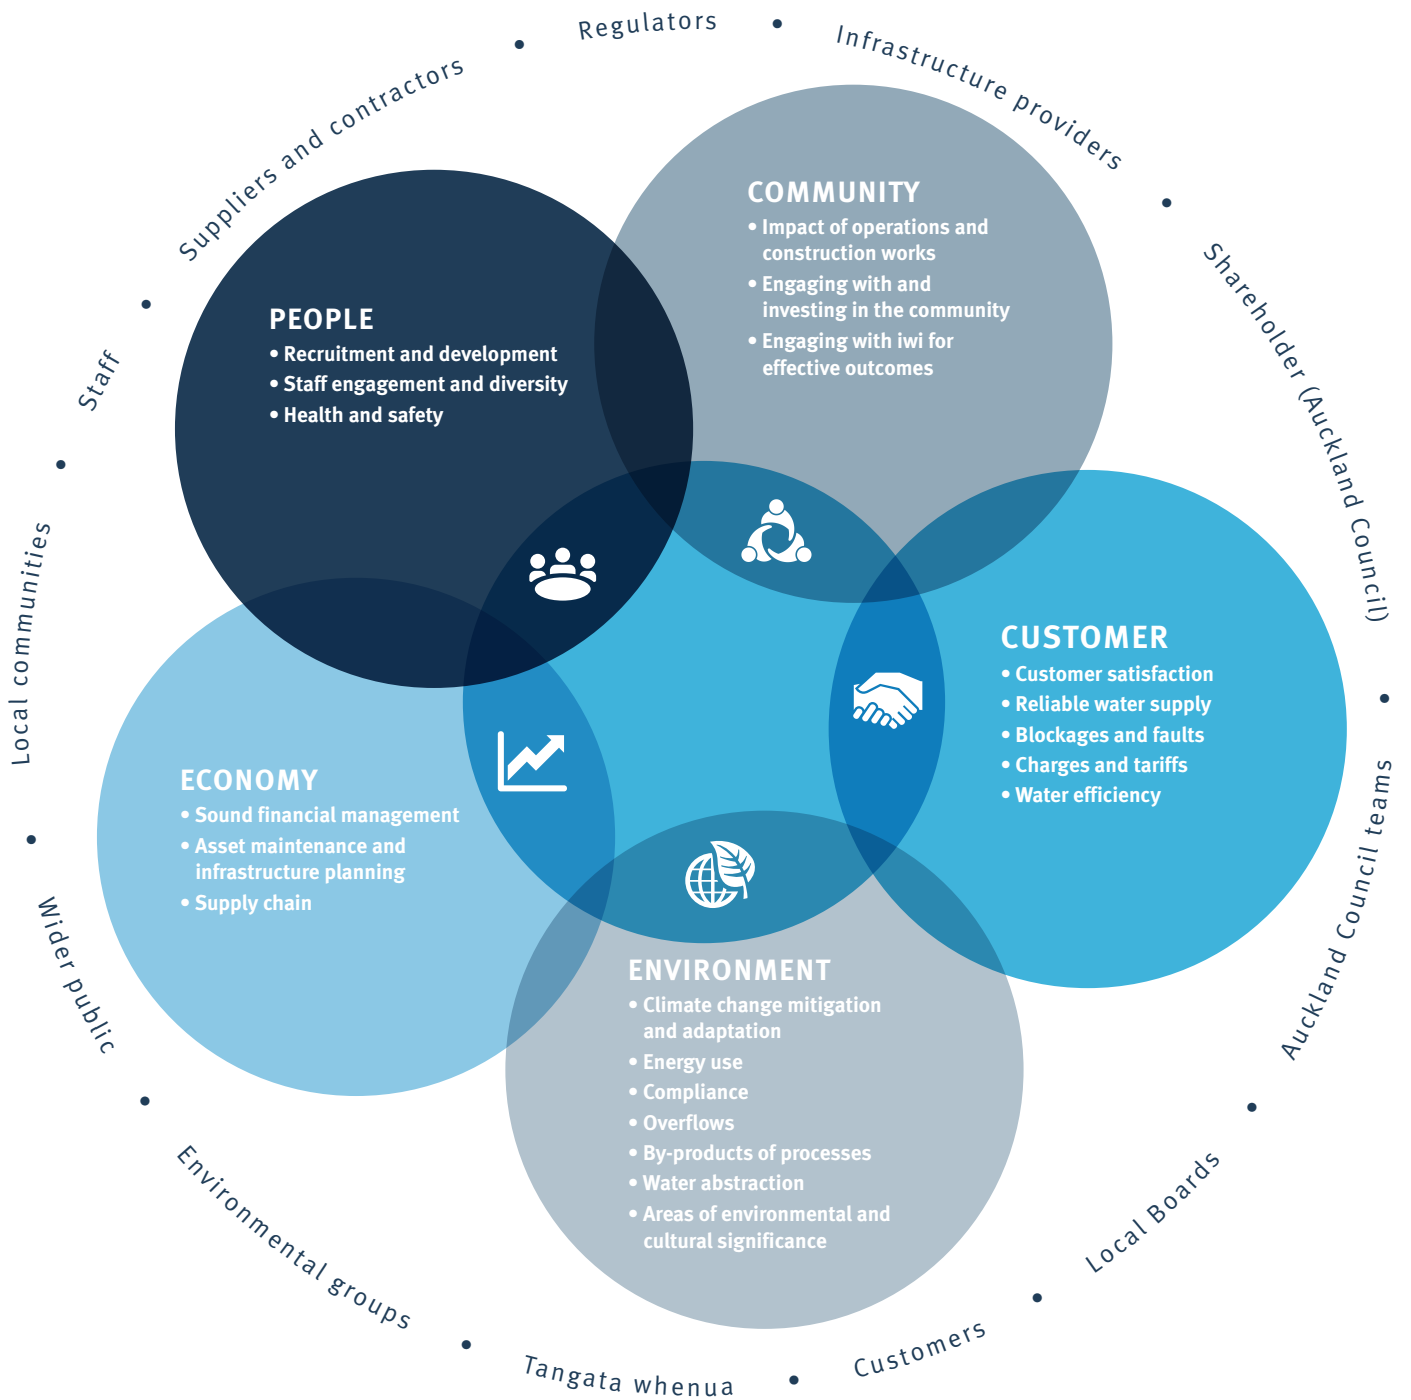 Regulators
Infrastructure providers
Shareholder (Auckland Council)
Auckland Council teams
Local Boards
Customers
Tangata whenua
Environmental groups
Wider public
Local communities
Staff
Suppliers and contractors
COMMUNITY
• Impact of operations and
construction works
• Engaging with and
investing in the community
• Engaging with iwi for
effective outcomes
PEOPLE
• Recruitment and development
• Staff engagement and diversity
• Health and safety
CUSTOMER
• Customer satisfaction
• Reliable water supply
• Blockages and faults
• Charges and tariffs
• Water efficiency
ECONOMY
• Sound financial management
• Asset maintenance and
infrastructure planning
• Supply chain
ENVIRONMENT
• Climate change mitigation
and adaptation
• Energy use
• Compliance
• Overflows
• By-products of processes
• Water abstraction
• Areas of environmental and
cultural significance